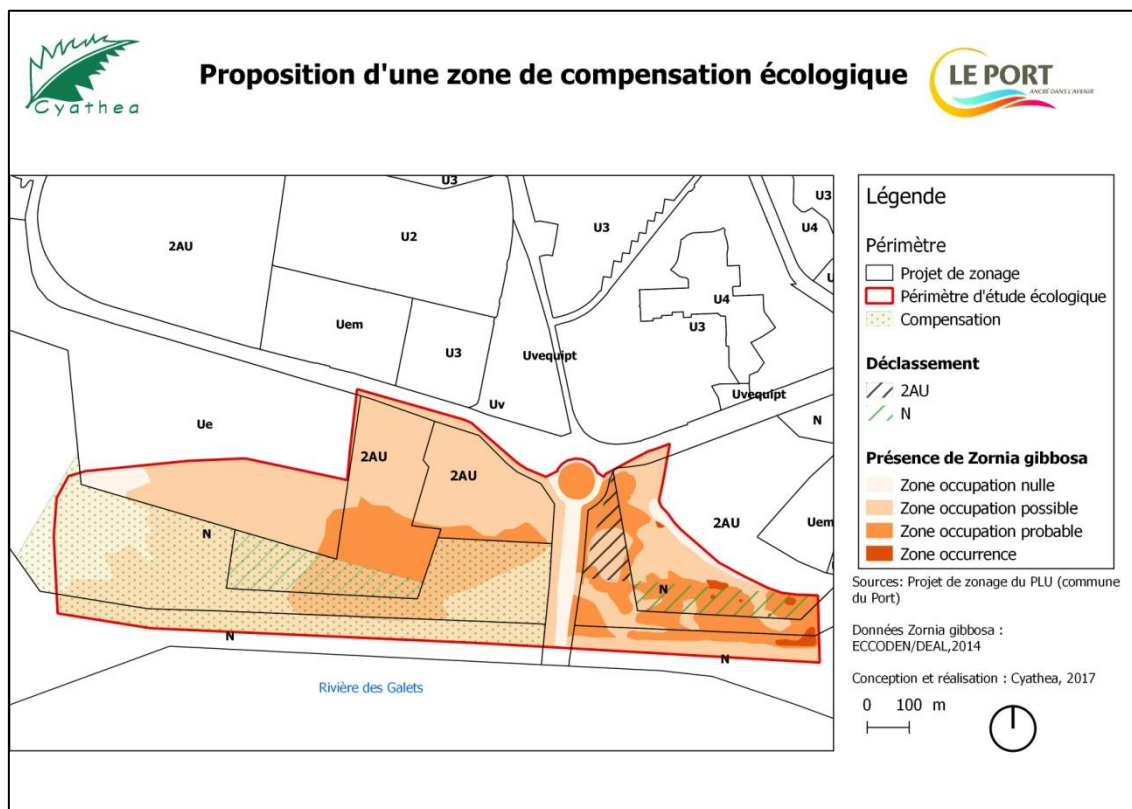 Cyathea
Proposition d'une zone de compensation écologique
LE PORT
ANCRÉ DANS L'AVENIR
U3
U3
U4
U
2AU
U2
U3
U4
U3
Uem
U3
Uvequipt
Uvequipt
Uv
N
Ue
2AU
2AU
2AU
Uem
N
N
N
N
Rivière des Galets
Légende
Périmètre
Projet de zonage
Périmètre d'étude écologique
Compensation
Déclassement
2AU
N
Présence de Zornia gibbosa
Zone occupation nulle
Zone occupation possible
Zone occupation probable
Zone occurrence
Sources: Projet de zonage du PLU (commune
du Port)
Données Zornia gibbosa :
ECCODEN/DEAL,2014
Conception et réalisation : Cyathea, 2017
0 100 m